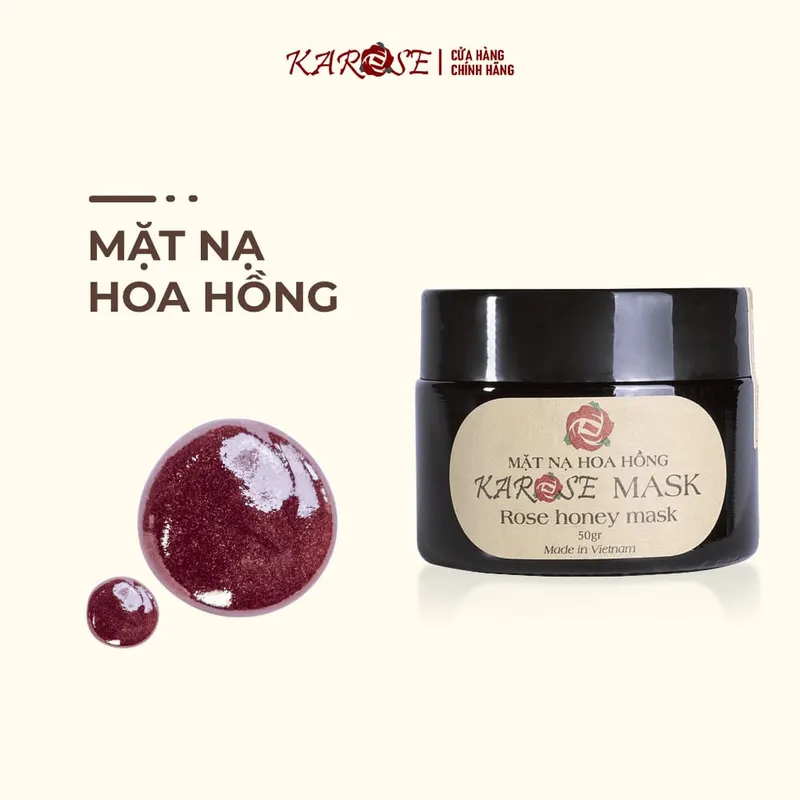 KAROSE
CỬA HÀNG
CHÍNH HÃNG
MẶT NẠ
HOA HỒNG
MẶT NẠ HOA HỒNG
KAROSE MASK
Rose honey mask
50gr
Made in Vietnam